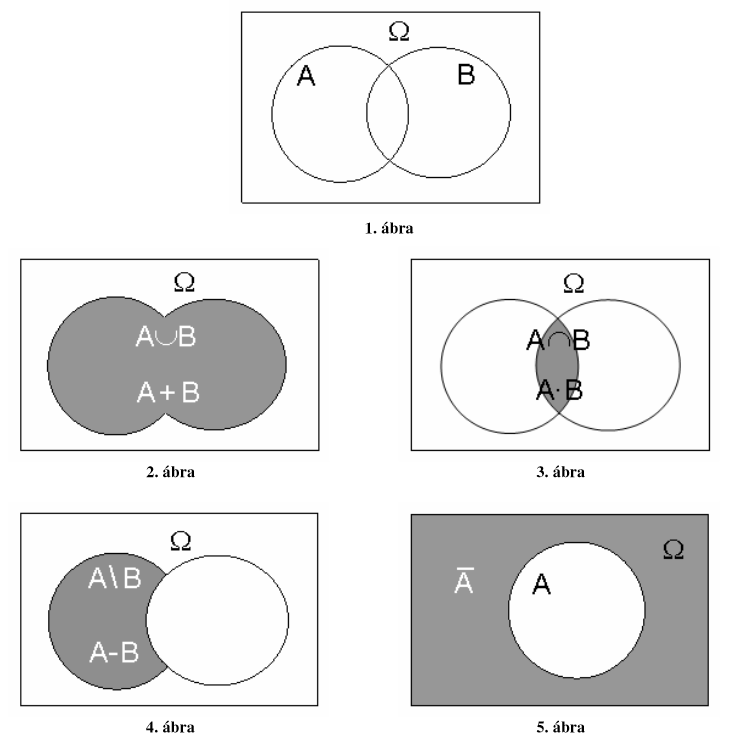 Ω
A B
1. ábra
Ω
A∪B
A+B
2. ábra
Ω
A∩B
A·B
3. ábra
Ω
A\B
A-B
4. ábra
Ω
A̅ A
5. ábra